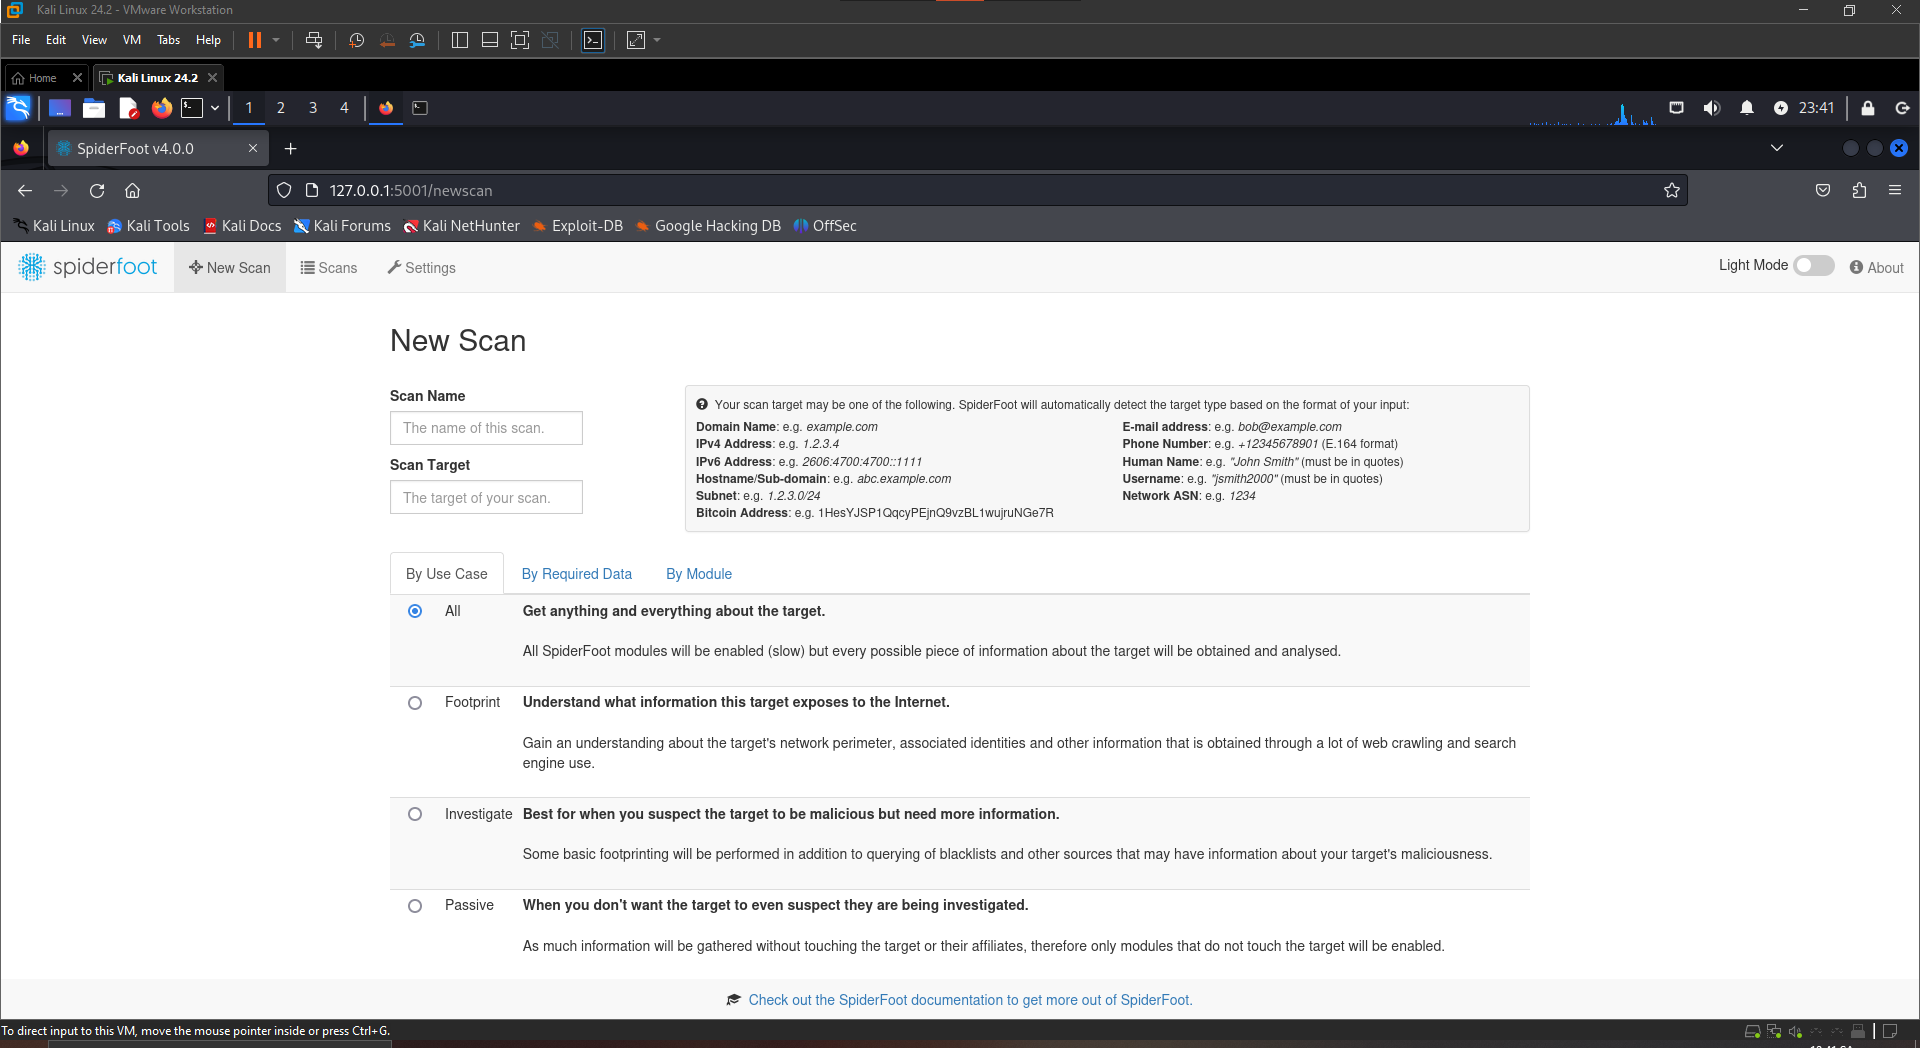 Kali Linux 24.2 - VMware Workstation
File Edit View VM Tabs Help
Home Kali Linux 24.2
1 2 3 4 23:41
SpiderFoot v4.0.0
127.0.0.1:5001/newscan
Kali Linux Kali Tools Kali Docs Kali Forums Kali NetHunter Exploit-DB Google Hacking DB OffSec
spiderfoot New Scan Scans Settings Light Mode About
New Scan
Scan Name
The name of this scan.
Scan Target
The target of your scan.
Your scan target may be one of the following. SpiderFoot will automatically detect the target type based on the format of your input:
Domain Name: e.g. example.com
IPv4 Address: e.g. 1.2.3.4
IPv6 Address: e.g. 2606:4700:4700::1111
Hostname/Sub-domain: e.g. abc.example.com
Subnet: e.g. 1.2.3.0/24
Bitcoin Address: e.g. 1HesYJSP1QqcyPEjnQ9vzBL1wujruNGe7R
E-mail address: e.g. bob@example.com
Phone Number: e.g. +12345678901 (E.164 format)
Human Name: e.g. "John Smith" (must be in quotes)
Username: e.g. "jsmith2000" (must be in quotes)
Network ASN: e.g. 1234
By Use Case By Required Data By Module
All Get anything and everything about the target.
All SpiderFoot modules will be enabled (slow) but every possible piece of information about the target will be obtained and analysed.
Footprint Understand what information this target exposes to the Internet.
Gain an understanding about the target's network perimeter, associated identities and other information that is obtained through a lot of web crawling and search
engine use.
Investigate Best for when you suspect the target to be malicious but need more information.
Some basic footprinting will be performed in addition to querying of blacklists and other sources that may have information about your target's maliciousness.
Passive When you don't want the target to even suspect they are being investigated.
As much information will be gathered without touching the target or their affiliates, therefore only modules that do not touch the target will be enabled.
Check out the SpiderFoot documentation to get more out of SpiderFoot.
To direct input to this VM, move the mouse pointer inside or press Ctrl+G.